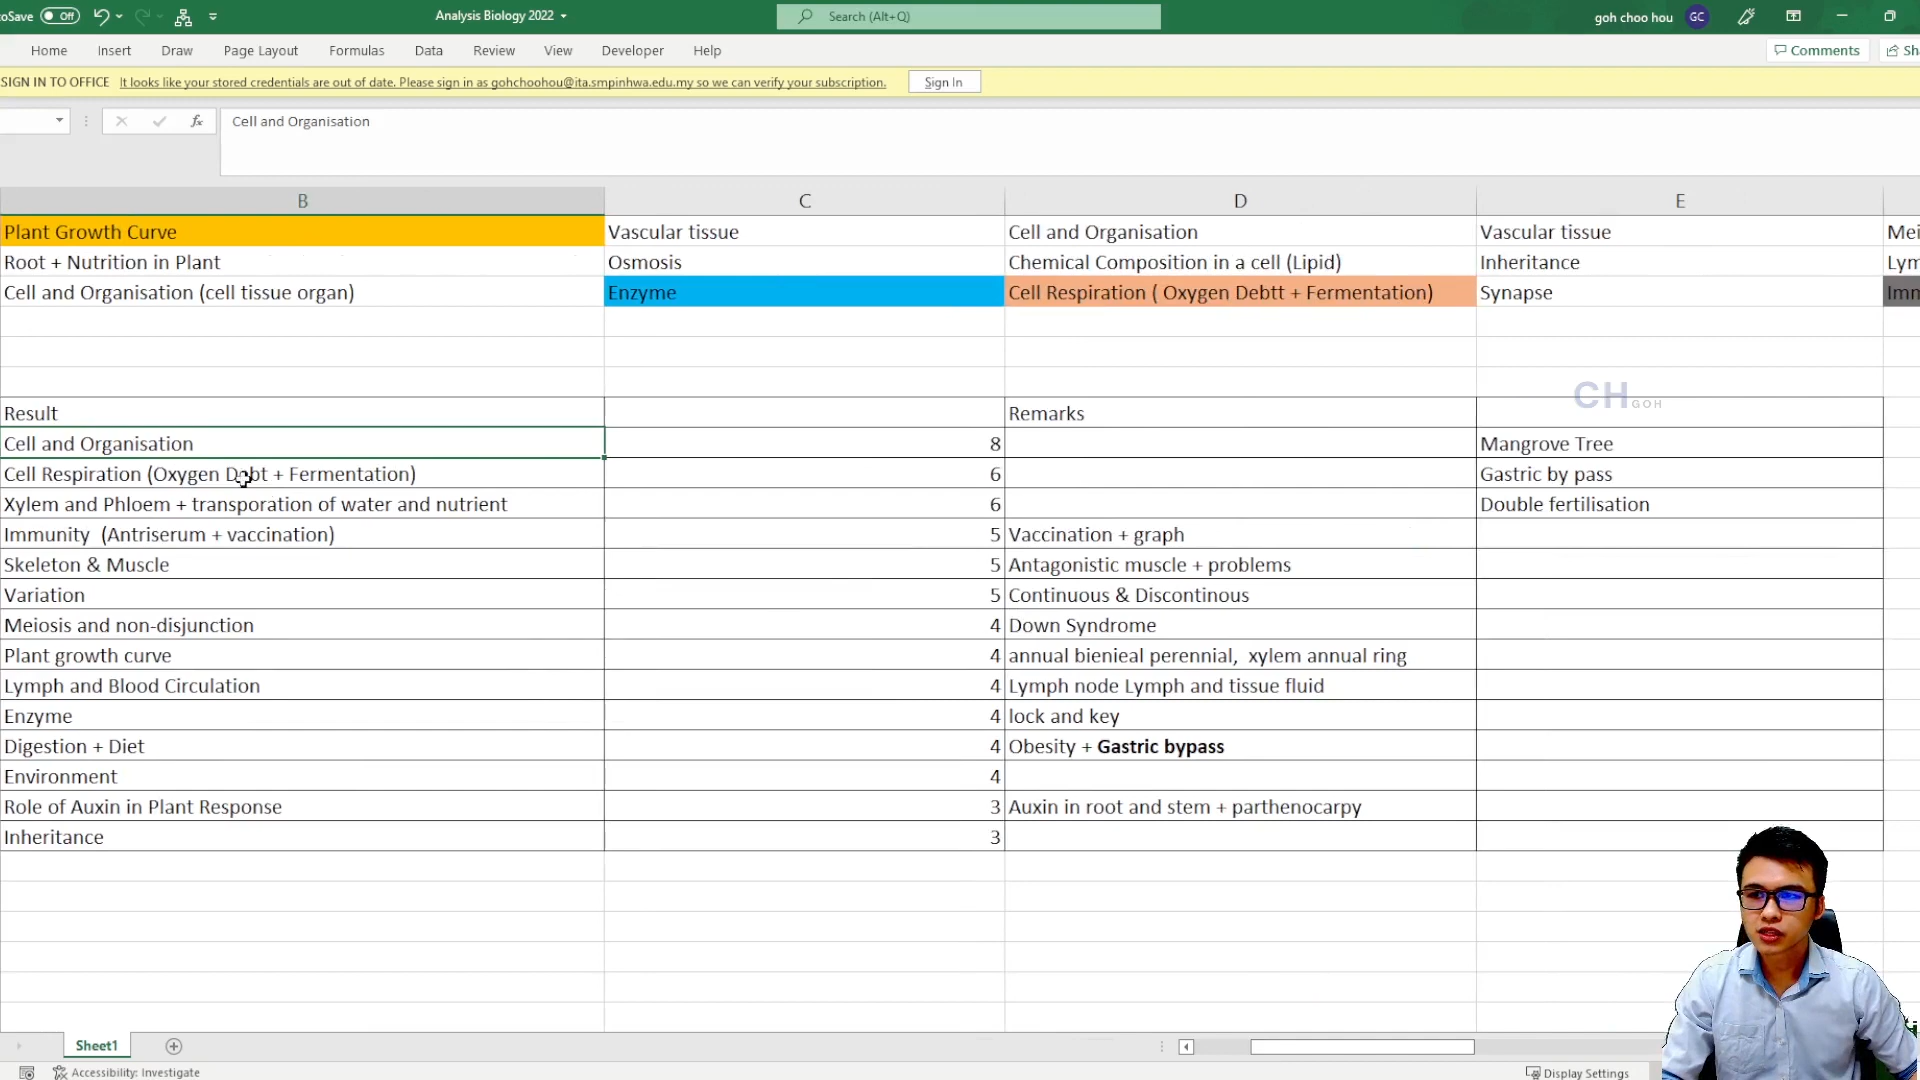 oSave Off Analysis Biology 2022 Search (Alt+Q) goh choo hou GC
Home Insert Draw Page Layout Formulas Data Review View Developer Help Comments Sh
SIGN IN TO OFFICE It looks like your stored credentials are out of date. Please sign in as gohchoohou@ita.smpinhwa.edu.my so we can verify your subscription. Sign In
fx Cell and Organisation
B C D E
Plant Growth Curve Vascular tissue Cell and Organisation Vascular tissue Mei
Root + Nutrition in Plant Osmosis Chemical Composition in a cell (Lipid) Inheritance Lym
Cell and Organisation (cell tissue organ) Enzyme Cell Respiration ( Oxygen Debtt + Fermentation) Synapse Imm
CH GOH
Result Remarks
Cell and Organisation 8 Mangrove Tree
Cell Respiration (Oxygen Debt + Fermentation) 6 Gastric by pass
Xylem and Phloem + transporation of water and nutrient 6 Double fertilisation
Immunity (Antriserum + vaccination) 5 Vaccination + graph
Skeleton & Muscle 5 Antagonistic muscle + problems
Variation 5 Continuous & Discontinous
Meiosis and non-disjunction 4 Down Syndrome
Plant growth curve 4 annual bienieal perennial, xylem annual ring
Lymph and Blood Circulation 4 Lymph node Lymph and tissue fluid
Enzyme 4 lock and key
Digestion + Diet 4 Obesity + Gastric bypass
Environment 4
Role of Auxin in Plant Response 3 Auxin in root and stem + parthenocarpy
Inheritance 3
Sheet1
Accessibility: Investigate Display Settings